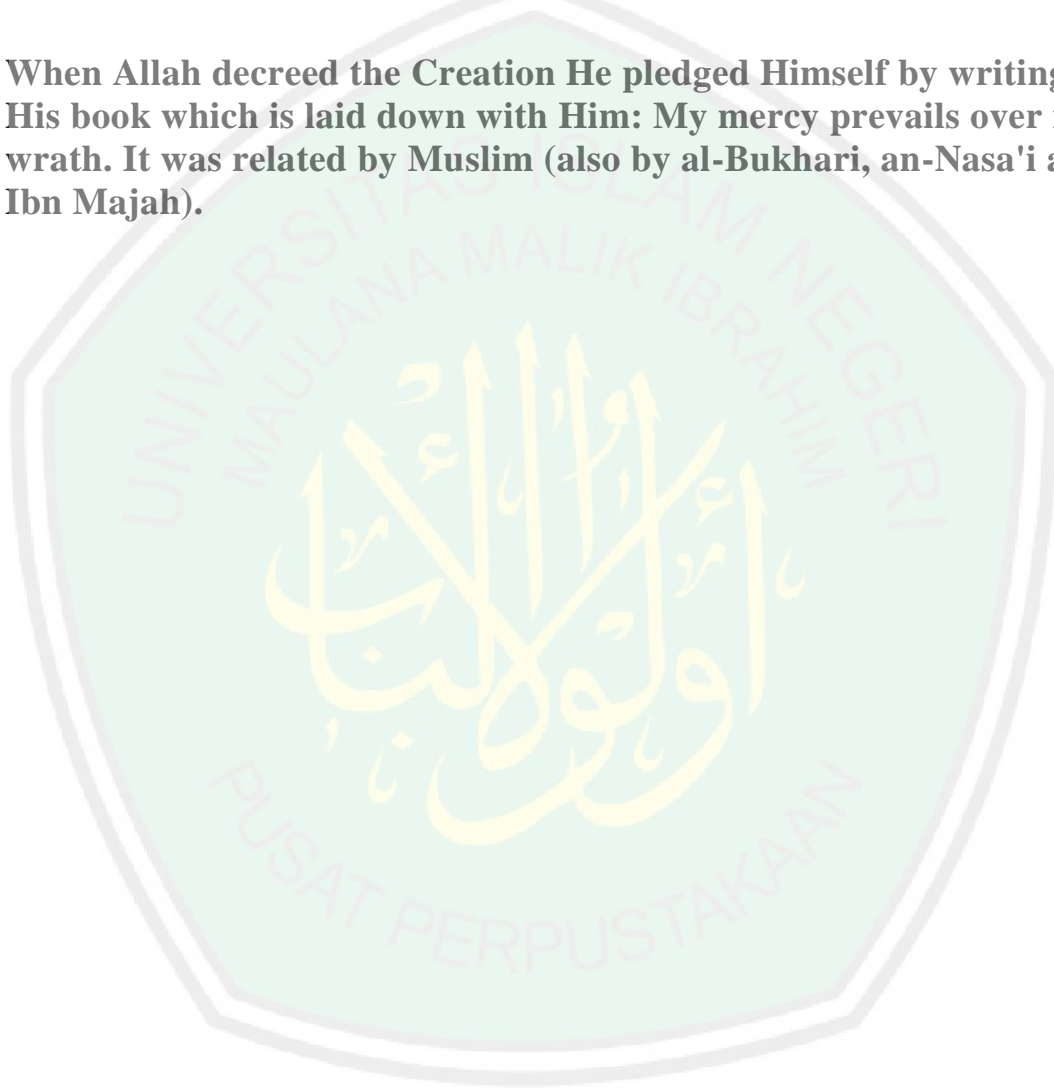 When Allah decreed the Creation He pledged Himself by writing
His book which is laid down with Him: My mercy prevails over
wrath. It was related by Muslim (also by al-Bukhari, an-Nasa'i
Ibn Majah).
UNIVERSITAS ISLAM NEGERI
MAULANA MALIK IBRAHIM
أولوا الألباب
PUSAT PERPUSTAKAAN